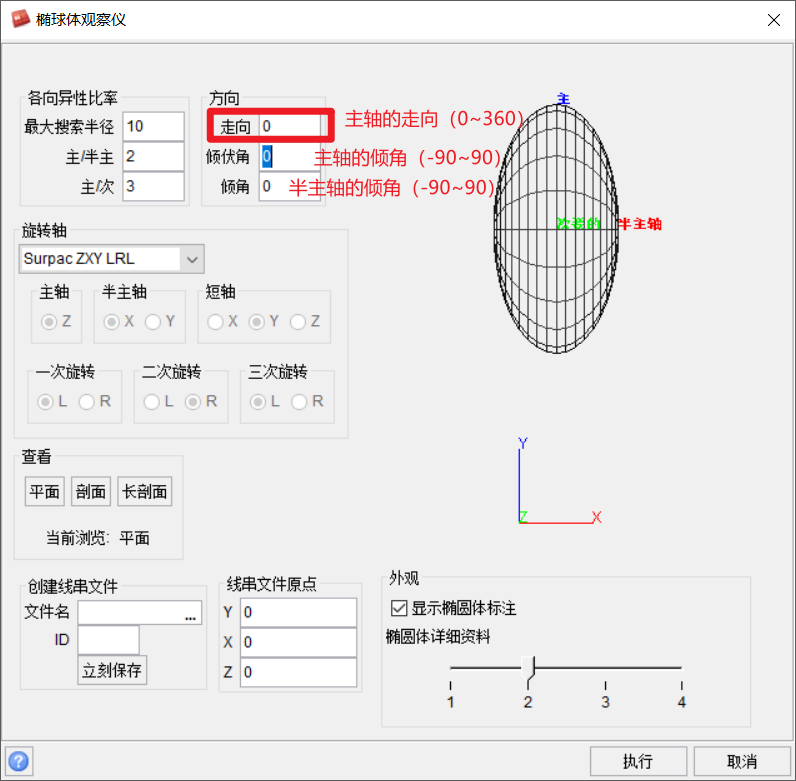 椭球体观察仪
各向异性比率
最大搜索半径 10
主/半主 2
主/次 3
方向
走向 0 主轴的走向（0~360）
倾伏角 0 主轴的倾角（-90~90）
倾角 0 半主轴的倾角（-90~90）
主
次要的 半主轴
旋转轴
Surpac ZXY LRL
主轴 半主轴 短轴
Z X Y X Y Z
一次旋转 二次旋转 三次旋转
L R L R L R
查看
平面 剖面 长剖面
当前浏览: 平面
Y
Z X
创建线串文件
文件名 ...
ID
立刻保存
线串文件原点
Y 0
X 0
Z 0
外观
显示椭圆体标注
椭圆体详细资料
1 2 3 4
?
执行 取消